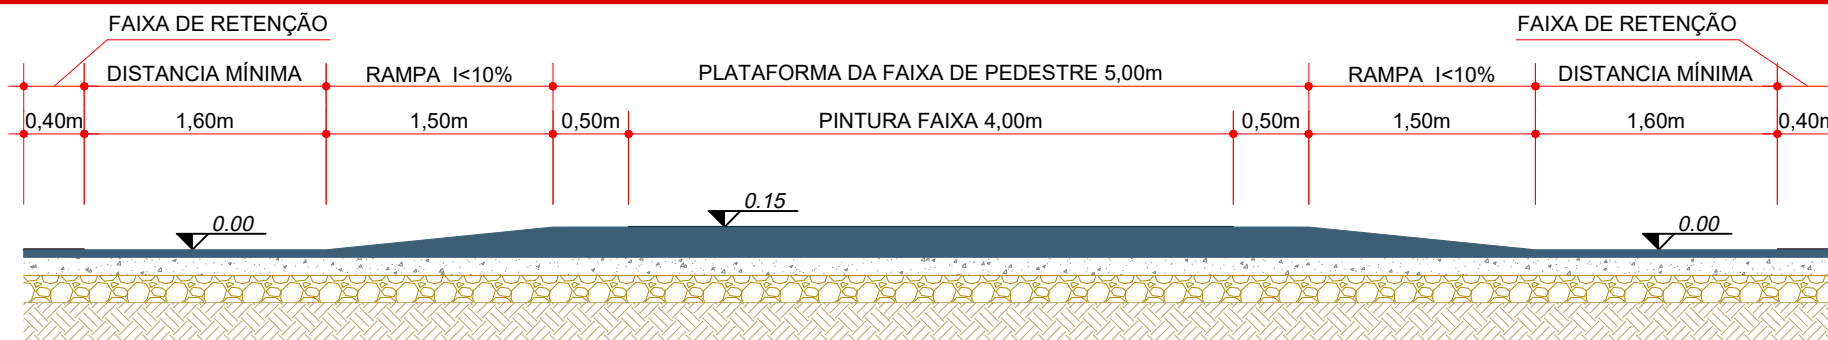 FAIXA DE RETENÇÃO FAIXA DE RETENÇÃO
DISTANCIA MÍNIMA RAMPA I<10% PLATAFORMA DA FAIXA DE PEDESTRE 5,00m RAMPA I<10% DISTANCIA MÍNIMA
0,40m 1,60m 1,50m 0,50m PINTURA FAIXA 4,00m 0,50m 1,50m 1,60m 0,40m
0.00 0.15 0.00